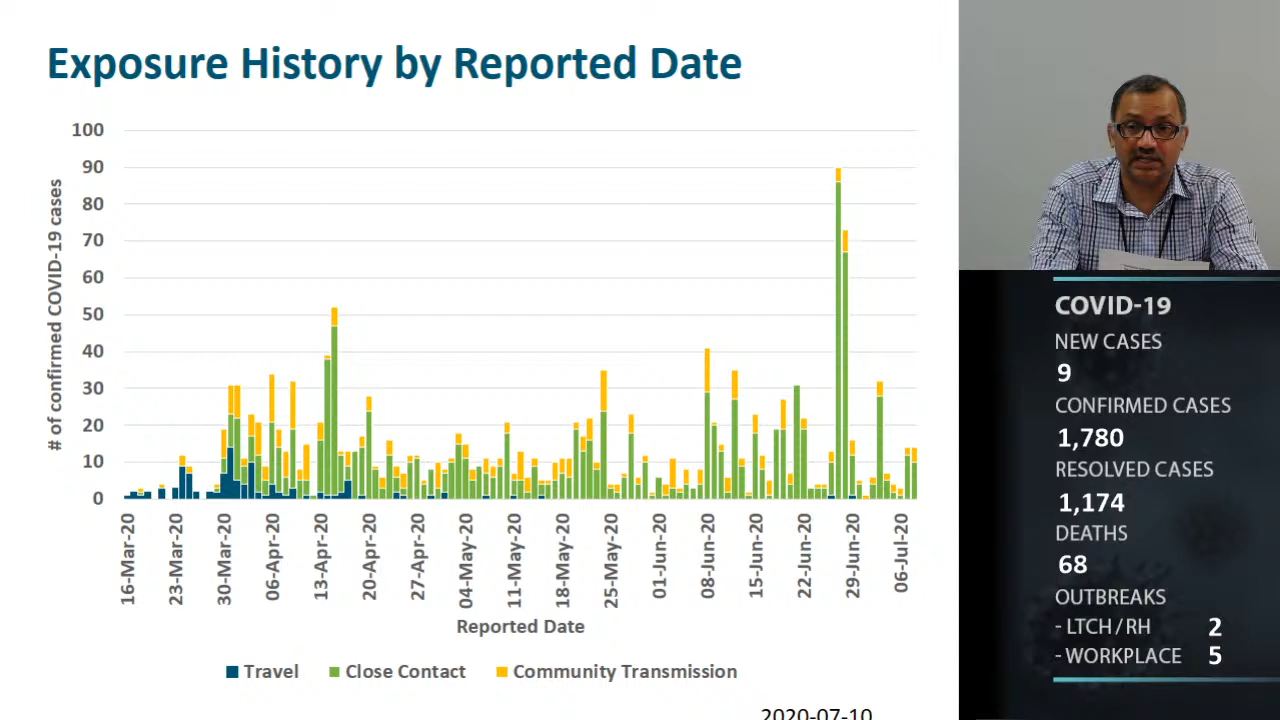 Exposure History by Reported Date
# of confirmed COVID-19 cases
100
90
80
70
60
50
40
30
20
10
0
16-Mar-20
23-Mar-20
30-Mar-20
06-Apr-20
13-Apr-20
20-Apr-20
27-Apr-20
04-May-20
11-May-20
18-May-20
25-May-20
01-Jun-20
08-Jun-20
15-Jun-20
22-Jun-20
29-Jun-20
06-Jul-20
Reported Date
Travel
Close Contact
Community Transmission
2020-07-10
COVID-19
NEW CASES
9
CONFIRMED CASES
1,780
RESOLVED CASES
1,174
DEATHS
68
OUTBREAKS
- LTCH / RH 2
- WORKPLACE 5